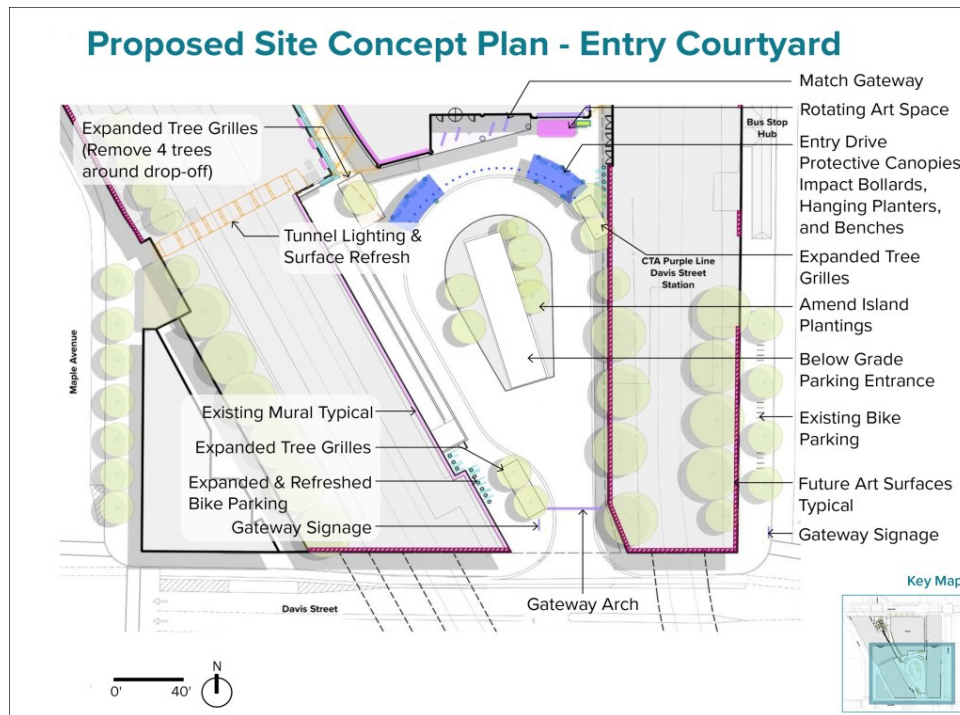 Proposed Site Concept Plan - Entry Courtyard
Match Gateway
Rotating Art Space
Bus Stop
Hub
Expanded Tree Grilles
(Remove 4 trees
around drop-off)
Entry Drive
Protective Canopies
Impact Bollards,
Hanging Planters,
and Benches
Tunnel Lighting &
Surface Refresh
CTA Purple Line
Davis Street
Station
Expanded Tree
Grilles
Amend Island
Plantings
Maple Avenue
Below Grade
Parking Entrance
Existing Mural Typical
Existing Bike
Parking
Expanded Tree Grilles
Expanded & Refreshed
Bike Parking
Future Art Surfaces
Typical
Gateway Signage
Gateway Signage
Gateway Arch
Davis Street
Key Map
0'
40'
N